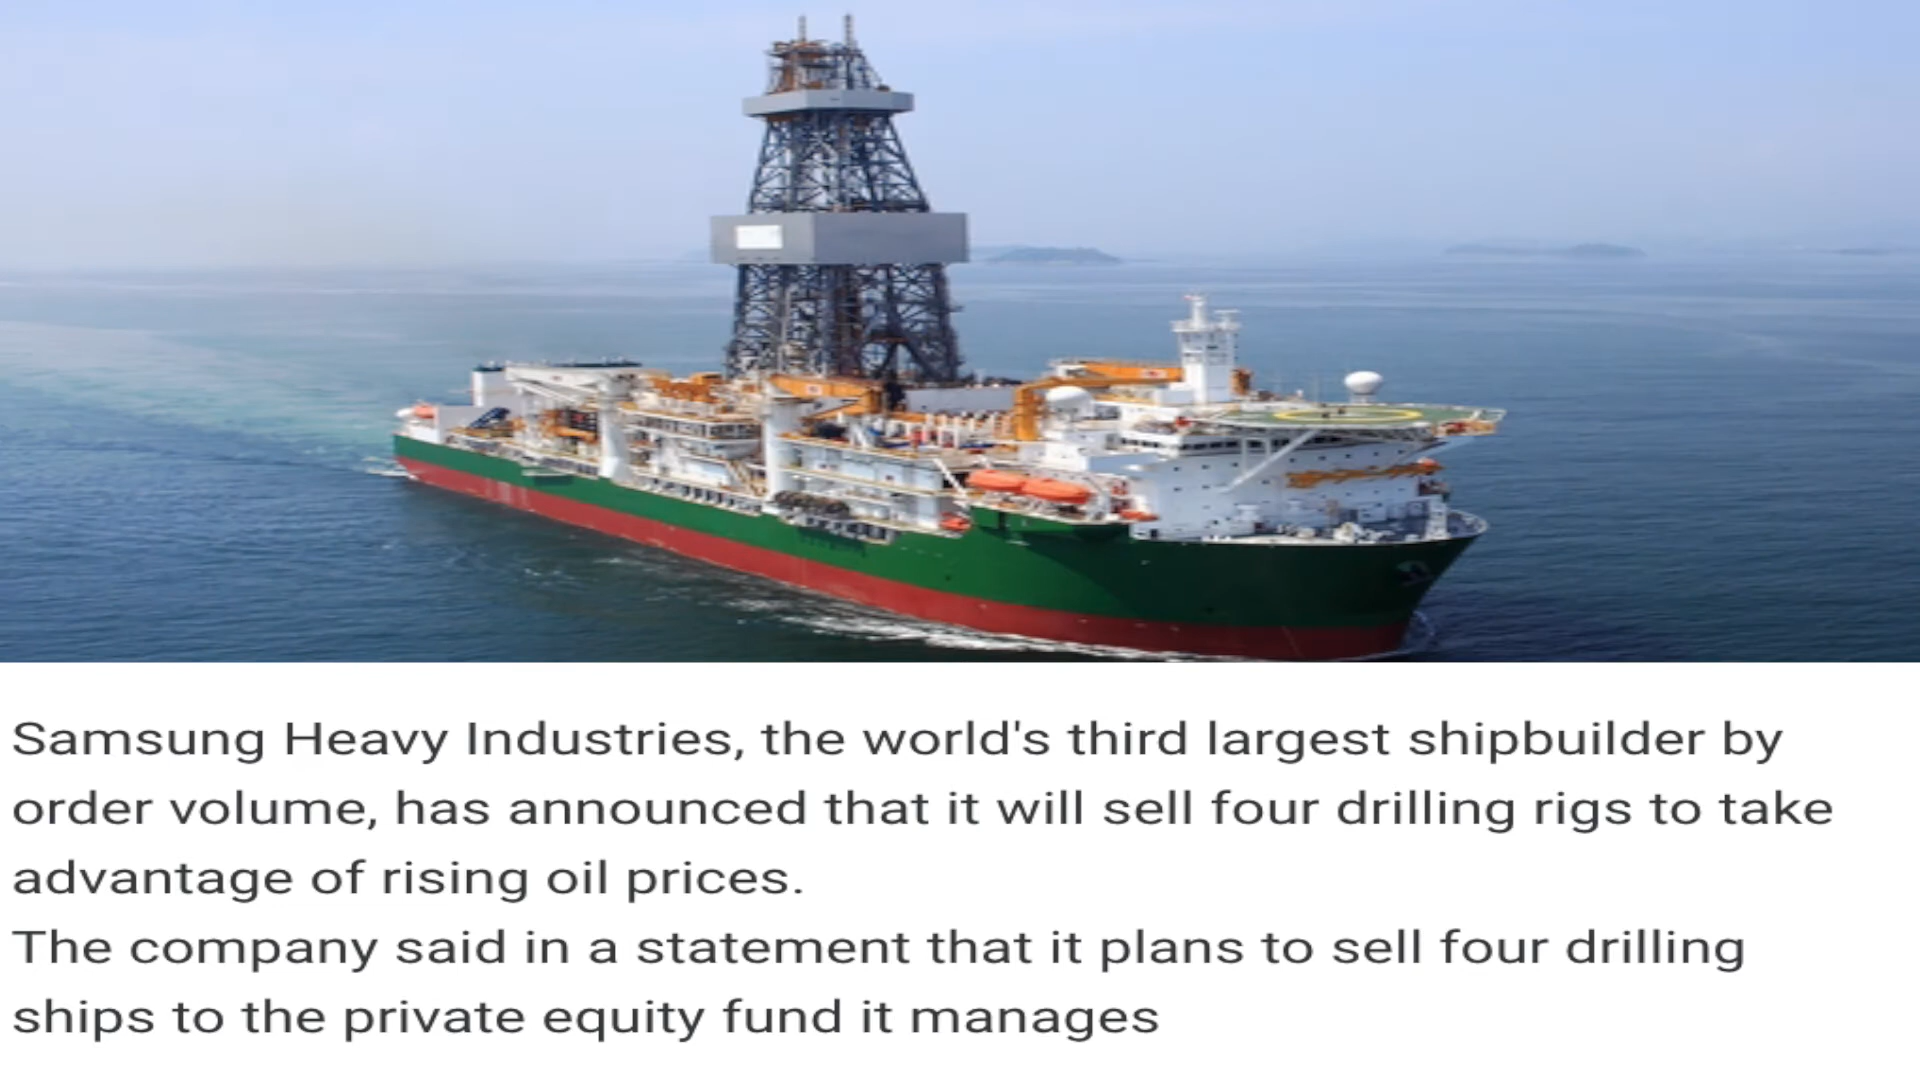 Samsung Heavy Industries, the world's third largest shipbuilder by
order volume, has announced that it will sell four drilling rigs to take
advantage of rising oil prices.
The company said in a statement that it plans to sell four drilling
ships to the private equity fund it manages